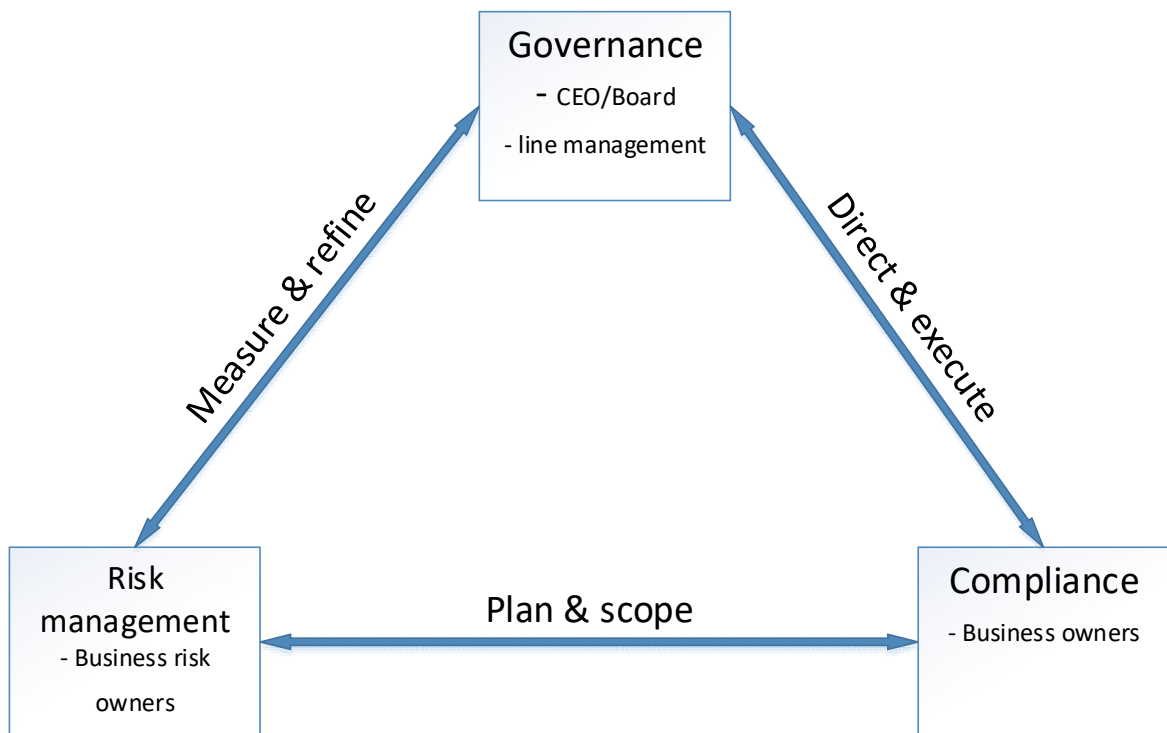 Governance
- CEO/Board
- line management
Measure & refine
Direct & execute
Risk
management
- Business risk
owners
Plan & scope
Compliance
- Business owners